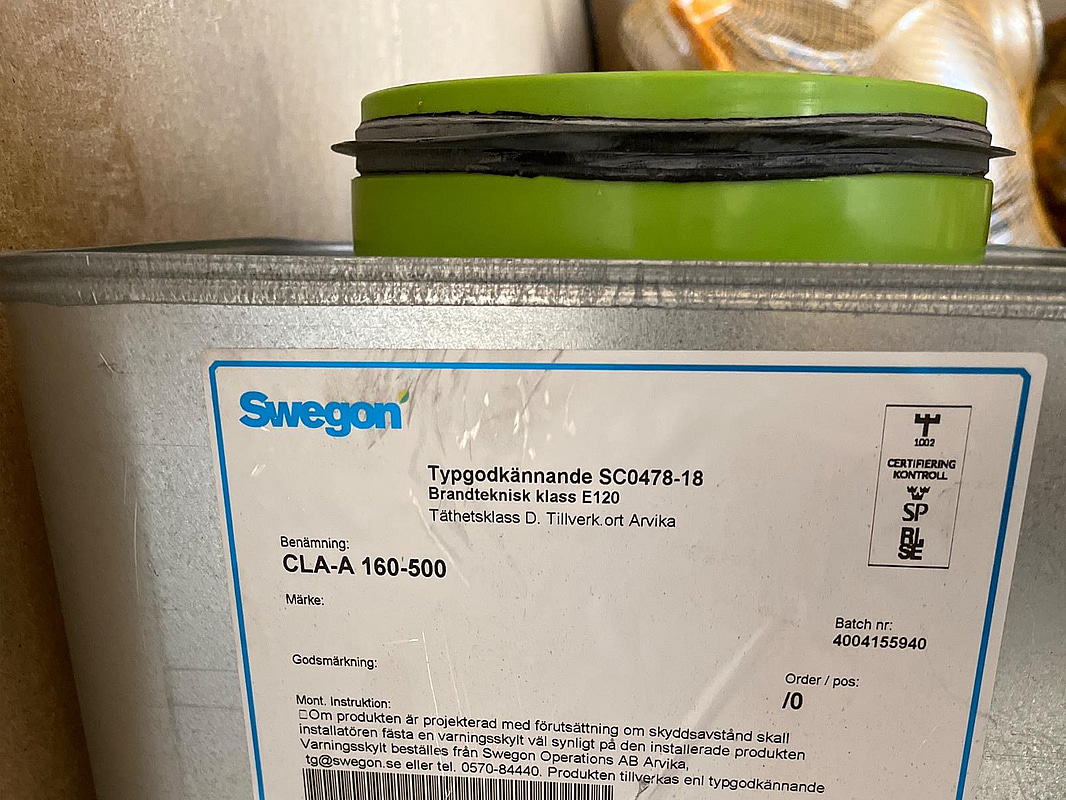 Swegon
Typgodkännande SC0478-18
Brandteknisk klass E120
Täthetsklass D. Tillverk.ort Arvika
1002
CERTIFIERING
KONTROLL
SP
Benämning:
CLA-A 160-500
Märke:
Batch nr:
4004155940
Godsmärkning:
Order / pos:
/0
Mont. Instruktion:
□Om produkten är projekterad med förutsättning om skyddsavstånd skall
installatören fästa en varningsskylt väl synligt på den installerade produkten
Varningsskylt beställes från Swegon Operations AB Arvika,
tg@swegon.se eller tel. 0570-84440. Produkten tillverkas enl typgodkännande